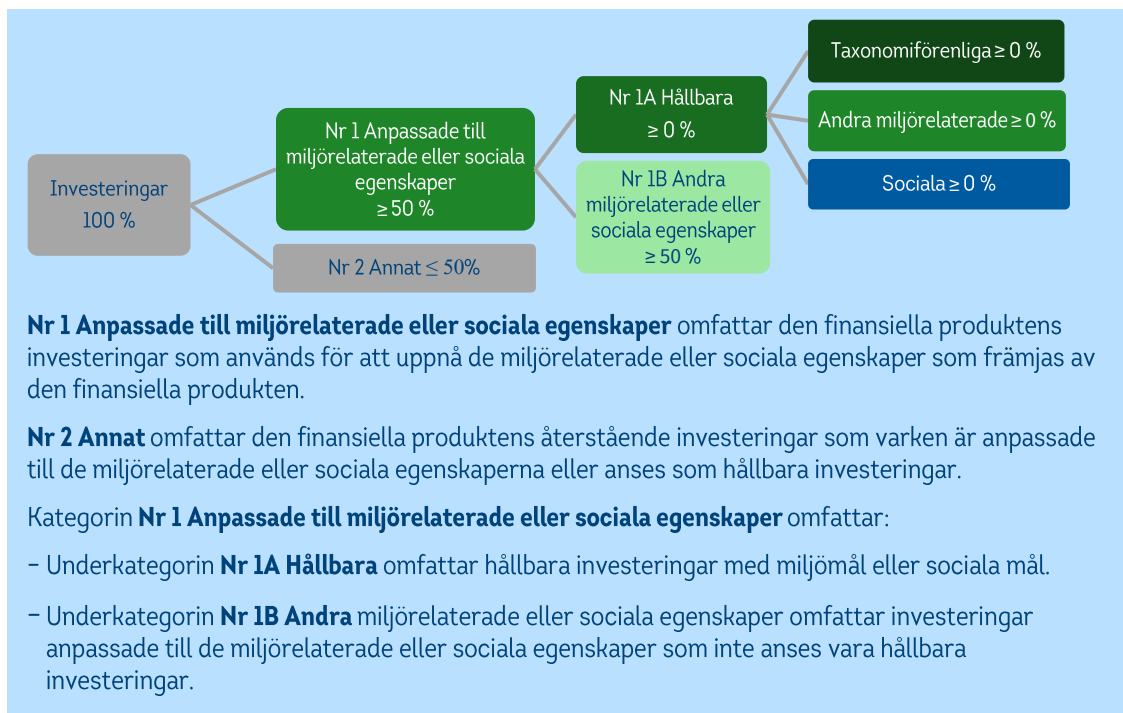 Investeringar
100 %
Nr 1 Anpassade till
miljörelaterade eller sociala
egenskaper
≥ 50 %
Nr 2 Annat ≤ 50%
Nr 1A Hållbara
≥ 0 %
Nr 1B Andra
miljörelaterade eller
sociala egenskaper
≥ 50 %
Taxonomiförenliga ≥ 0 %
Andra miljörelaterade ≥ 0 %
Sociala ≥ 0 %
Nr 1 Anpassade till miljörelaterade eller sociala egenskaper omfattar den finansiella produktens
investeringar som används för att uppnå de miljörelaterade eller sociala egenskaper som främjas av
den finansiella produkten.
Nr 2 Annat omfattar den finansiella produktens återstående investeringar som varken är anpassade
till de miljörelaterade eller sociala egenskaperna eller anses som hållbara investeringar.
Kategorin Nr 1 Anpassade till miljörelaterade eller sociala egenskaper omfattar:
– Underkategorin Nr 1A Hållbara omfattar hållbara investeringar med miljömål eller sociala mål.
– Underkategorin Nr 1B Andra miljörelaterade eller sociala egenskaper omfattar investeringar
anpassade till de miljörelaterade eller sociala egenskaper som inte anses vara hållbara
investeringar.